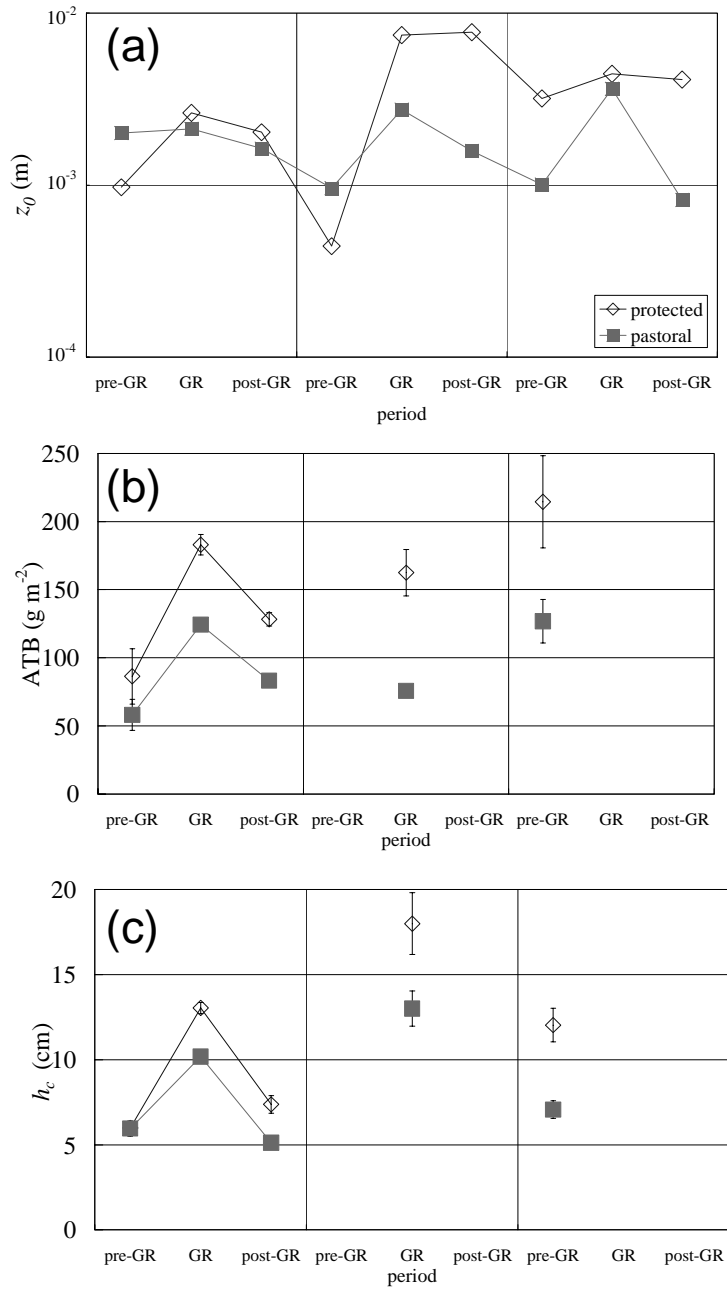 (a)
10⁻²
10⁻³
10⁻⁴
z₀ (m)
protected
pastoral
pre-GR GR post-GR pre-GR GR post-GR pre-GR GR post-GR
period
(b)
250
200
150
100
50
0
ATB (g m⁻²)
pre-GR GR post-GR pre-GR GR post-GR pre-GR GR post-GR
period
(c)
20
15
10
5
0
h_c (cm)
pre-GR GR post-GR pre-GR GR post-GR pre-GR GR post-GR
period